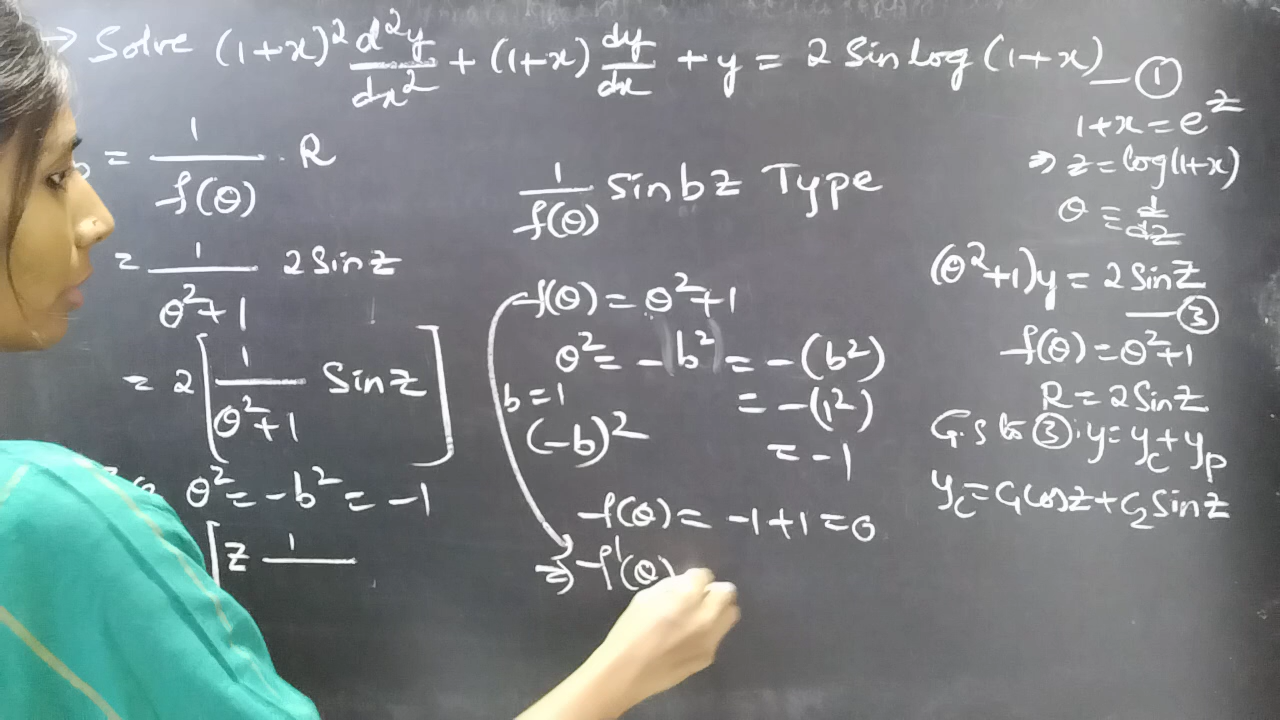 → Solve (1+x)² d²y/dx² + (1+x) dy/dx + y = 2 Sin log (1+x) — ①
= 1/f(θ) . R
= 1/θ²+1 2 Sin z
= 2 [ 1/θ²+1 Sin z ]
θ² = -b² = -1
[ z 1/
1/f(θ) Sin bz Type
f(θ) = θ²+1
θ² = -b² = -(b²)
b = 1 = -(1²)
(-b)² = -1
f(θ) = -1+1 = 0
⇒ f'(θ)
1+x = e^z
⇒ z = log(1+x)
θ = d/dz
(θ²+1)y = 2 Sin z
— ③
f(θ) = θ²+1
R = 2 Sin z
G.S to ③ : y = y_c + y_p
y_c = C₁ Cos z + C₂ Sin z